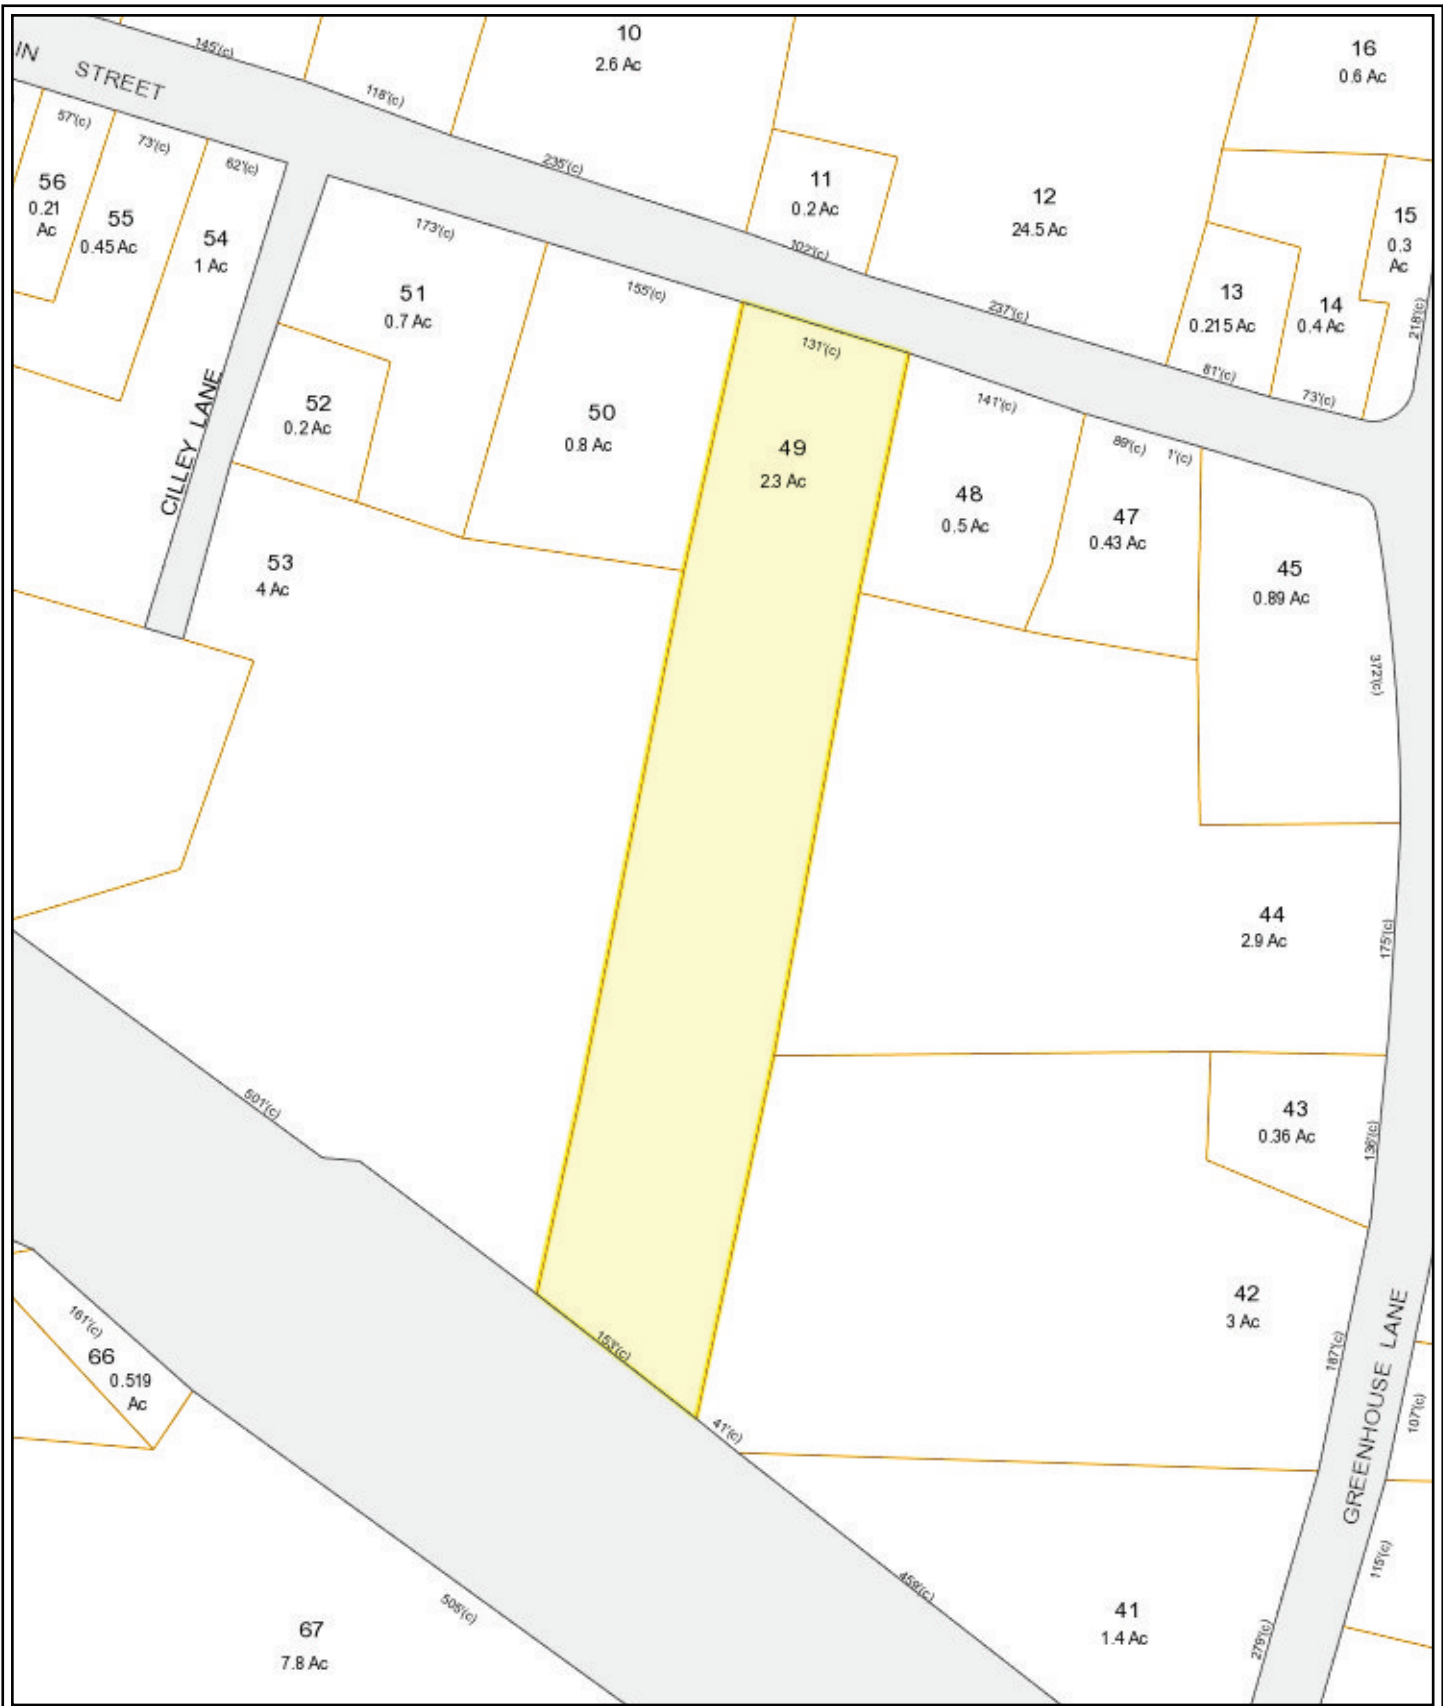 IN STREET
145'(c)
118'(c)
10
2.6 Ac
16
0.6 Ac
57'(c)
73'(c)
62'(c)
235'(c)
56
0.21
Ac
55
0.45 Ac
54
1 Ac
11
0.2 Ac
102'(c)
12
24.5 Ac
15
0.3
Ac
173'(c)
155'(c)
237'(c)
13
0.215 Ac
14
0.4 Ac
218'(c)
51
0.7 Ac
131'(c)
81'(c)
73'(c)
52
0.2 Ac
CILLEY LANE
50
0.8 Ac
49
2.3 Ac
141'(c)
89'(c)
1'(c)
48
0.5 Ac
47
0.43 Ac
45
0.89 Ac
53
4 Ac
372'(c)
44
2.9 Ac
175'(c)
501'(c)
43
0.36 Ac
136'(c)
42
3 Ac
161'(c)
66
0.519
Ac
153'(c)
187'(c)
GREENHOUSE LANE
107'(c)
41'(c)
459'(c)
115'(c)
505'(c)
67
7.8 Ac
41
1.4 Ac
279'(c)